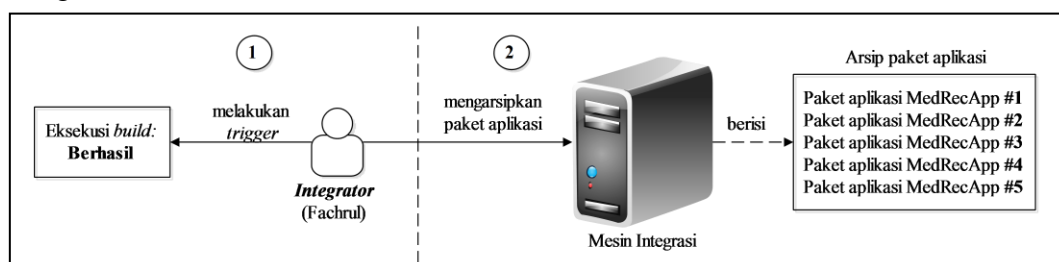 1
2
Eksekusi build:
Berhasil
melakukan
trigger
Integrator
(Fachrul)
mengarsipkan
paket aplikasi
Mesin Integrasi
berisi
Arsip paket aplikasi
Paket aplikasi MedRecApp #1
Paket aplikasi MedRecApp #2
Paket aplikasi MedRecApp #3
Paket aplikasi MedRecApp #4
Paket aplikasi MedRecApp #5